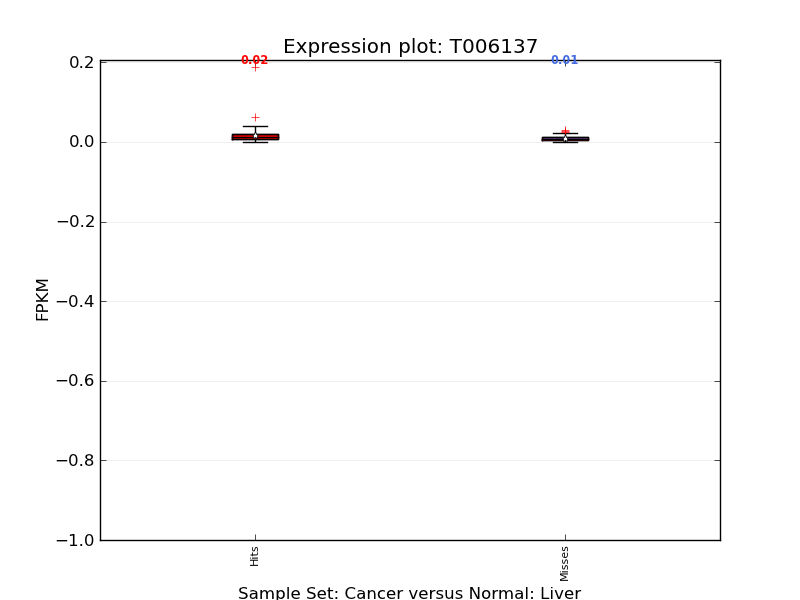 Expression plot: T006137
0.02
0.01
0.2
0.0
−0.2
−0.4
−0.6
−0.8
−1.0
FPKM
Hits
Misses
Sample Set: Cancer versus Normal: Liver